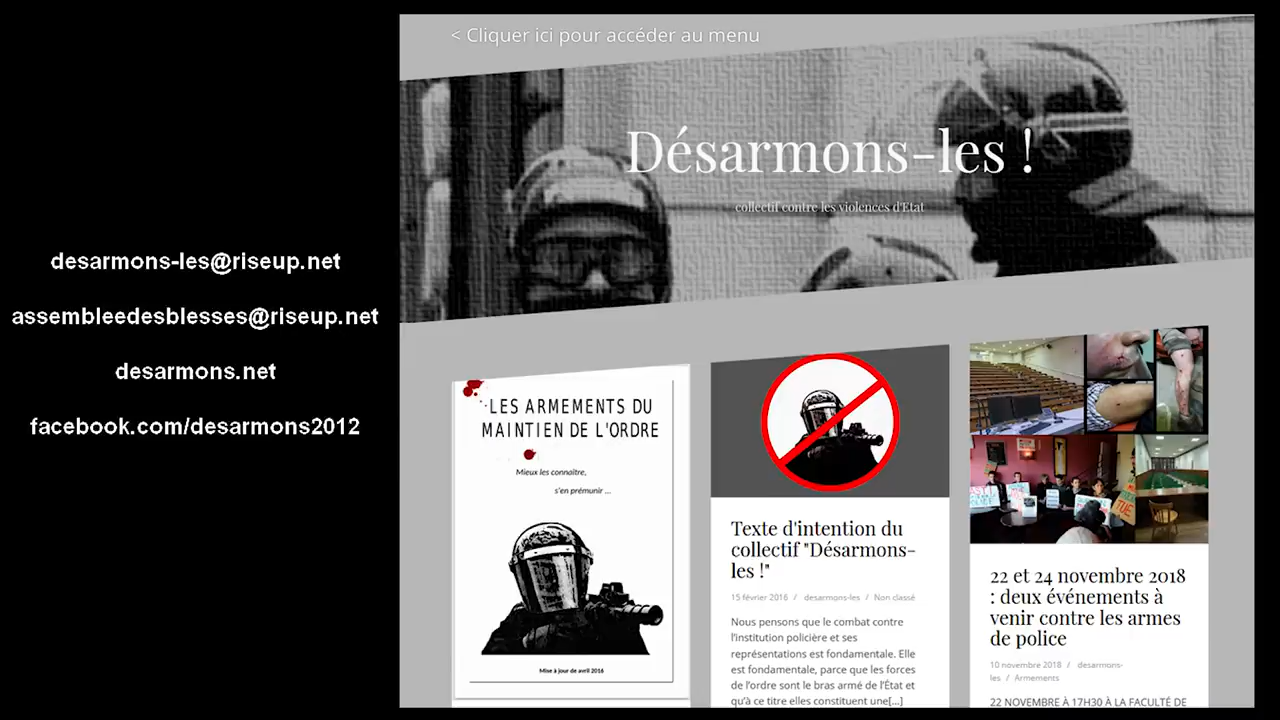 desarmons-les@riseup.net
assembleedesblesses@riseup.net
desarmons.net
facebook.com/desarmons2012
< Cliquer ici pour accéder au menu
Désarmons-les !
collectif contre les violences d'Etat
LES ARMEMENTS DU
MAINTIEN DE L'ORDRE
Mieux les connaître,
s'en prémunir ...
Mise à jour de avril 2016
Texte d'intention du
collectif "Désarmons-
les !"
15 février 2016 / desarmons-les / Non classé
Nous pensons que le combat contre
l'institution policière et ses
représentations est fondamentale. Elle
est fondamentale, parce que les forces
de l'ordre sont le bras armé de l'État et
qu'à ce titre elles constituent une[...]
TUE
22 et 24 novembre 2018
: deux événements à
venir contre les armes
de police
10 novembre 2018 / desarmons-
les / Armements
22 NOVEMBRE À 17H30 À LA FACULTÉ DE